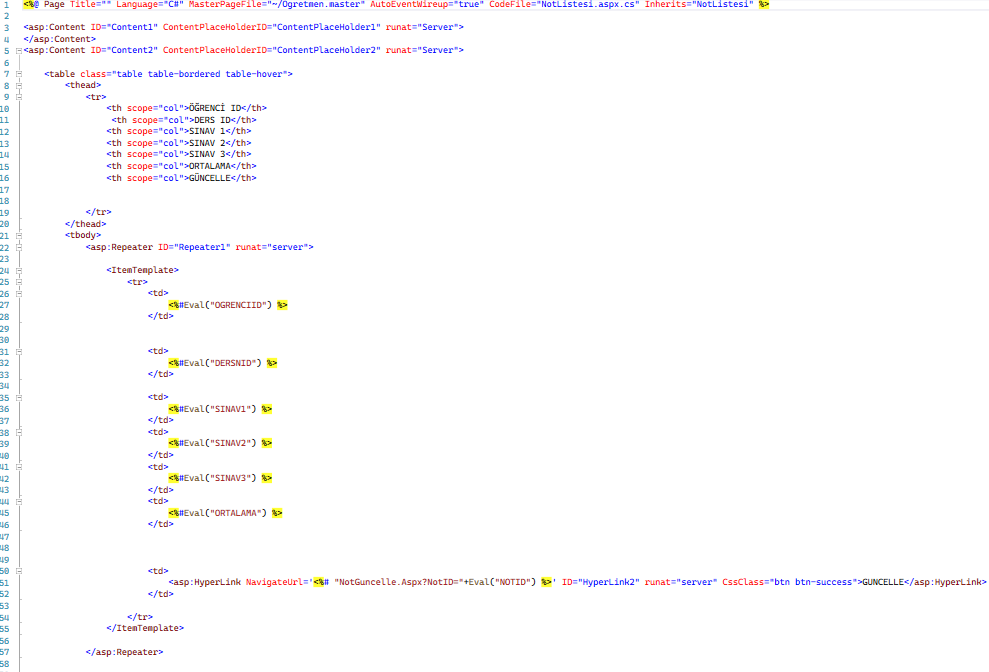 1 <%@ Page Title="" Language="C#" MasterPageFile="~/Ogretmen.master" AutoEventWireup="true" CodeFile="NotListesi.aspx.cs" Inherits="NotListesi" %>
2
3 <asp:Content ID="Content1" ContentPlaceHolderID="ContentPlaceHolder1" runat="Server">
4 </asp:Content>
5 <asp:Content ID="Content2" ContentPlaceHolderID="ContentPlaceHolder2" runat="Server">
6
7 <table class="table table-bordered table-hover">
8 <thead>
9 <tr>
10 <th scope="col">ÖĞRENCİ ID</th>
11 <th scope="col">DERS ID</th>
12 <th scope="col">SINAV 1</th>
13 <th scope="col">SINAV 2</th>
14 <th scope="col">SINAV 3</th>
15 <th scope="col">ORTALAMA</th>
16 <th scope="col">GÜNCELLE</th>
17
18
19 </tr>
20 </thead>
21 <tbody>
22 <asp:Repeater ID="Repeater1" runat="server">
23
24 <ItemTemplate>
25 <tr>
26 <td>
27 <%#Eval("OGRENCIID") %>
28 </td>
29
30
31 <td>
32 <%#Eval("DERSNID") %>
33 </td>
34
35 <td>
36 <%#Eval("SINAV1") %>
37 </td>
38 <td>
39 <%#Eval("SINAV2") %>
40 </td>
41 <td>
42 <%#Eval("SINAV3") %>
43 </td>
44 <td>
45 <%#Eval("ORTALAMA") %>
46 </td>
47
48
49
50 <td>
51 <asp:HyperLink NavigateUrl='<%# "NotGuncelle.Aspx?NotID="+Eval("NOTID") %>' ID="HyperLink2" runat="server" CssClass="btn btn-success">GUNCELLE</asp:HyperLink>
52 </td>
53
54 </tr>
55 </ItemTemplate>
56
57 </asp:Repeater>
58